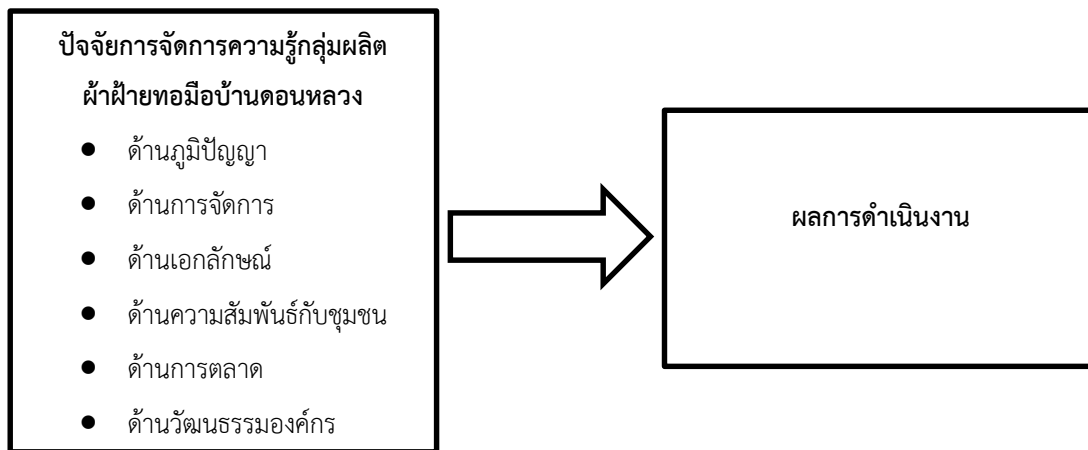 ปัจจัยการจัดการความรู้กลุ่มผลิต
ผ้าฝ้ายทอมือบ้านดอนหลวง
● ด้านภูมิปัญญา
● ด้านการจัดการ
● ด้านเอกลักษณ์
● ด้านความสัมพันธ์กับชุมชน
● ด้านการตลาด
● ด้านวัฒนธรรมองค์กร
ผลการดำเนินงาน